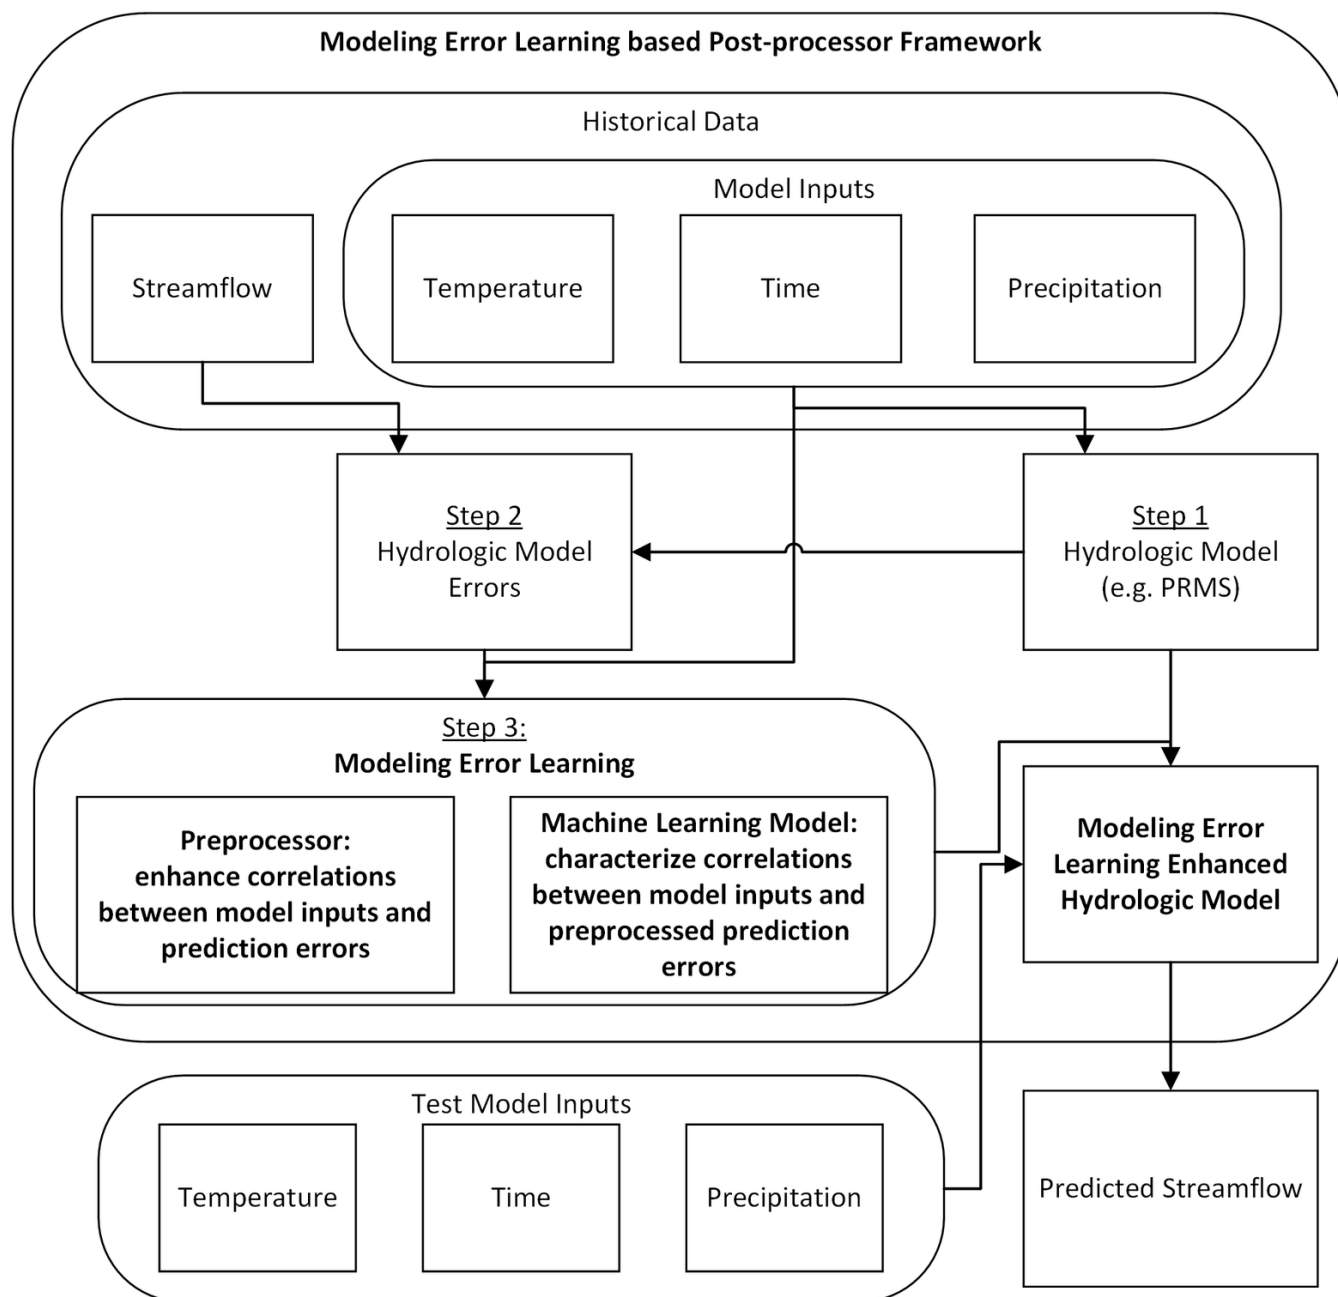 Modeling Error Learning based Post-processor Framework
Historical Data
Model Inputs
Streamflow
Temperature
Time
Precipitation
Step 2
Hydrologic Model
Errors
Step 1
Hydrologic Model
(e.g. PRMS)
Step 3:
Modeling Error Learning
Preprocessor:
enhance correlations
between model inputs and
prediction errors
Machine Learning Model:
characterize correlations
between model inputs and
preprocessed prediction
errors
Modeling Error
Learning Enhanced
Hydrologic Model
Test Model Inputs
Temperature
Time
Precipitation
Predicted Streamflow